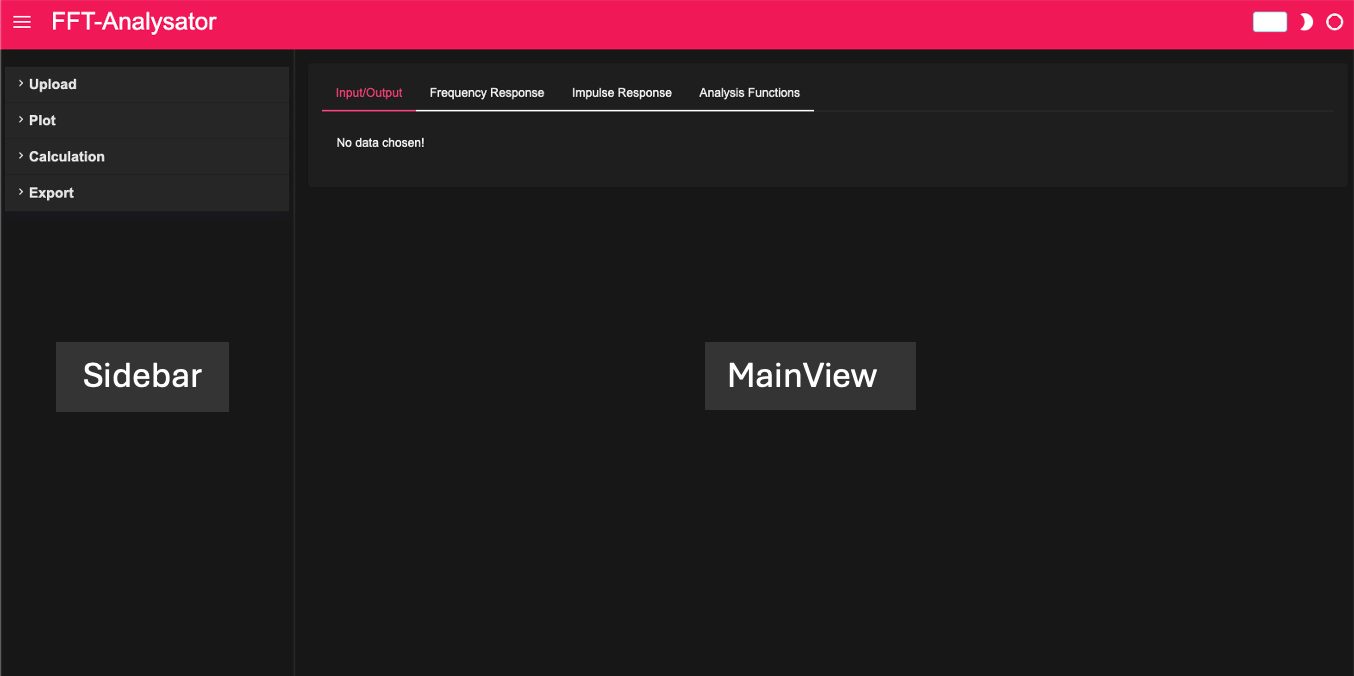 FFT-Analysator
Upload
Plot
Calculation
Export
Input/Output Frequency Response Impulse Response Analysis Functions
No data chosen!
Sidebar
MainView